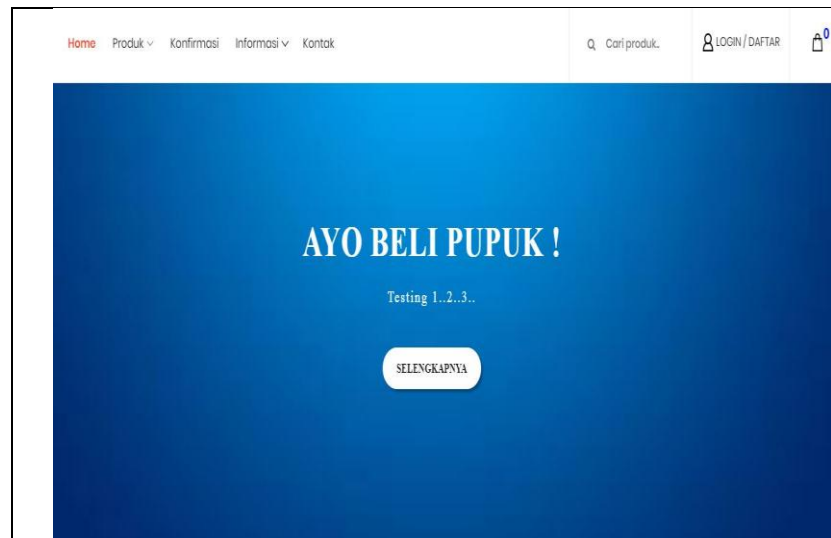 Home Produk Konfirmasi Informasi Kontak Cari produk.. LOGIN / DAFTAR 0
AYO BELI PUPUK !
Testing 1..2..3..
SELENGKAPNYA